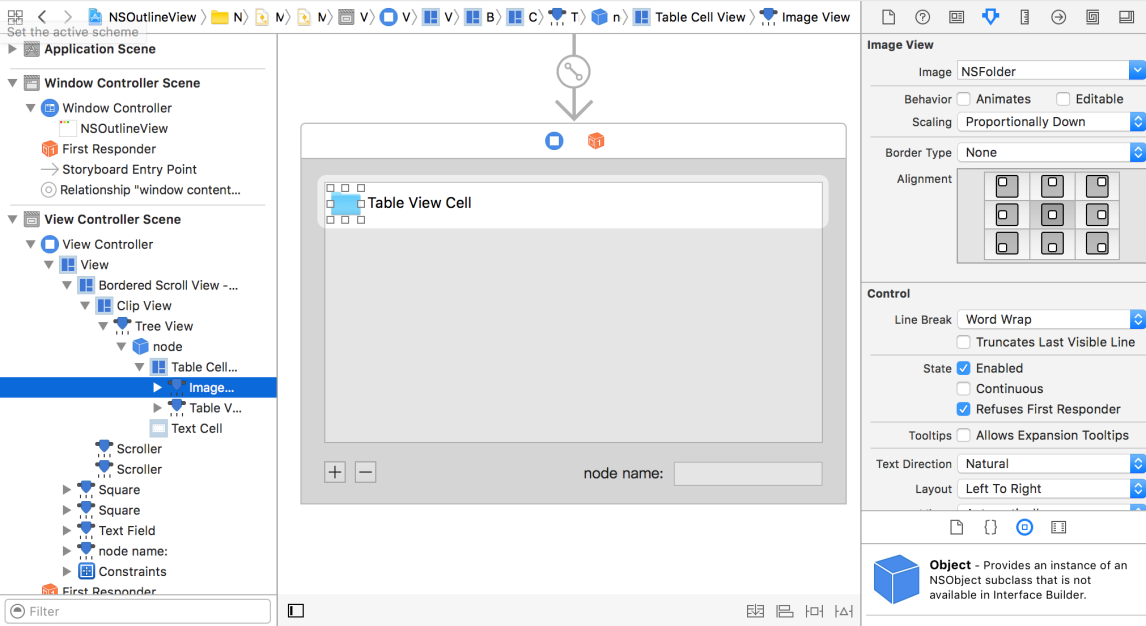 NSOutlineView N M M V V V B C T n Table Cell View Image View
Set the active scheme
Application Scene
Window Controller Scene
Window Controller
NSOutlineView
First Responder
Storyboard Entry Point
Relationship "window content...
View Controller Scene
View Controller
View
Bordered Scroll View -...
Clip View
Tree View
node
Table Cell...
Image...
Table V...
Text Cell
Scroller
Scroller
Square
Square
Text Field
node name:
Constraints
First Responder
Filter
Table View Cell
node name:
Image View
Image NSFolder
Behavior Animates Editable
Scaling Proportionally Down
Border Type None
Alignment
Control
Line Break Word Wrap
Truncates Last Visible Line
State Enabled
Continuous
Refuses First Responder
Tooltips Allows Expansion Tooltips
Text Direction Natural
Layout Left To Right
Object - Provides an instance of an
NSObject subclass that is not
available in Interface Builder.